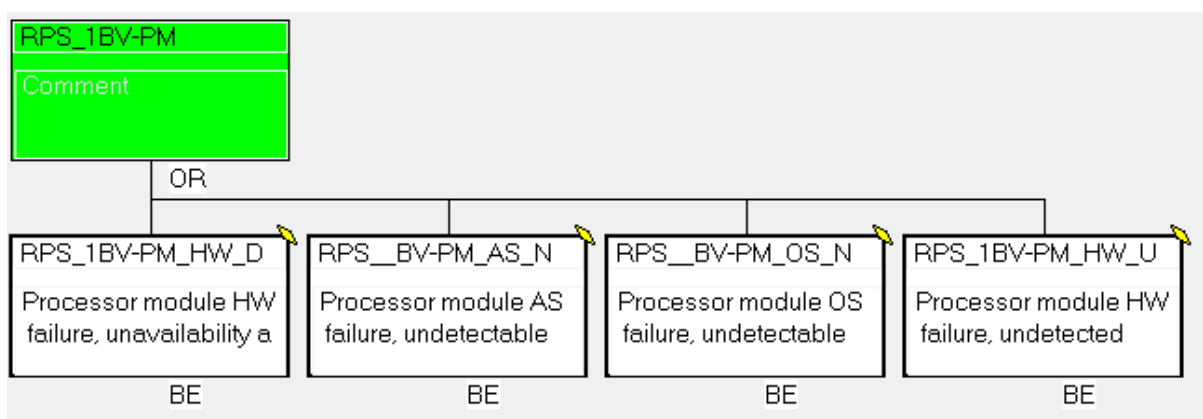 RPS_1BV-PM
Comment
OR
RPS_1BV-PM_HW_D
Processor module HW
failure, unavailability a
BE
RPS__BV-PM_AS_N
Processor module AS
failure, undetectable
BE
RPS__BV-PM_OS_N
Processor module OS
failure, undetectable
BE
RPS_1BV-PM_HW_U
Processor module HW
failure, undetected
BE